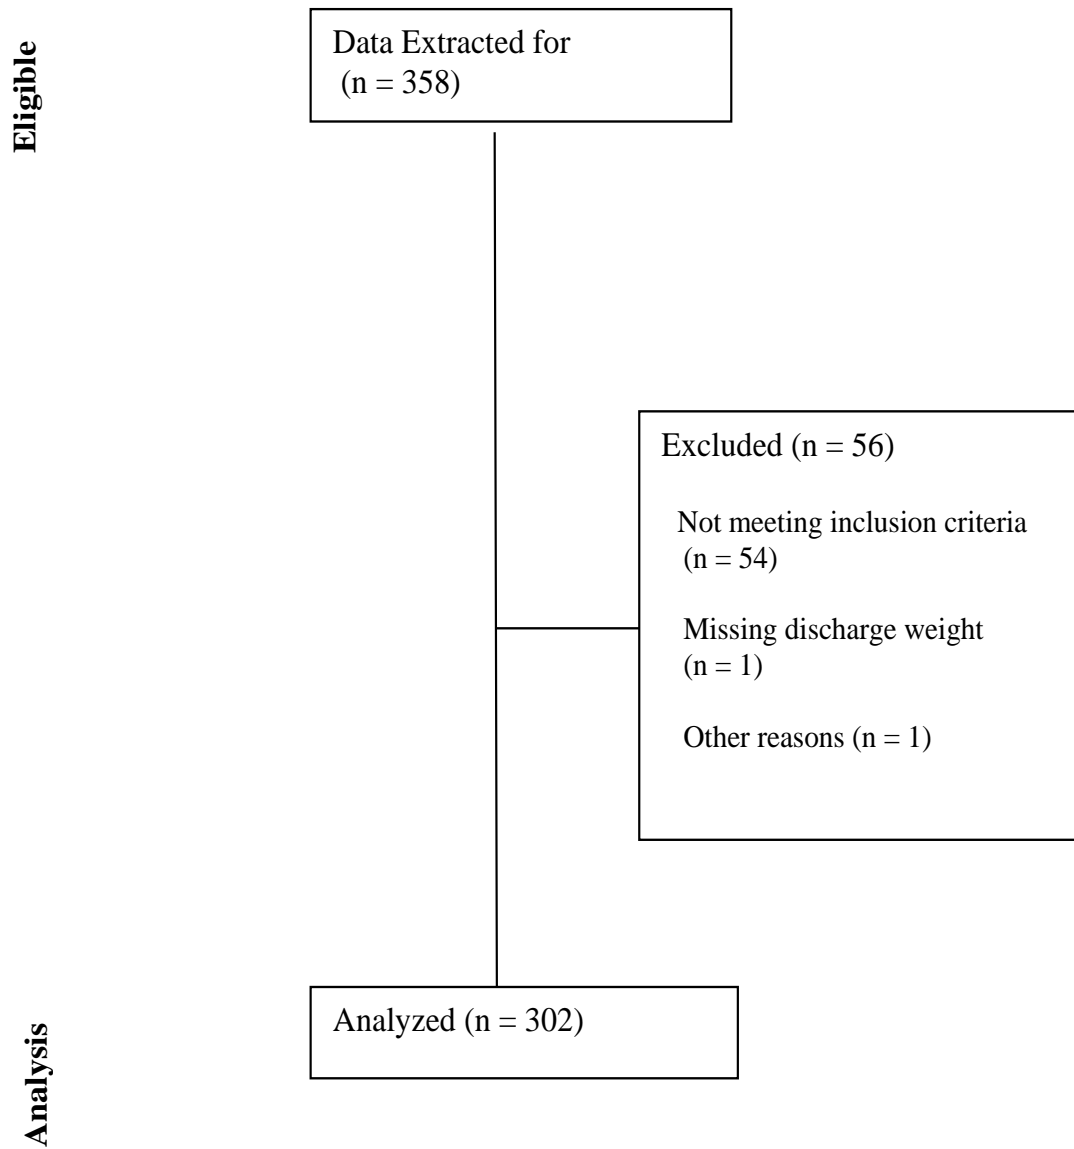 Eligible
Data Extracted for
(n = 358)
Excluded (n = 56)
Not meeting inclusion criteria
(n = 54)
Missing discharge weight
(n = 1)
Other reasons (n = 1)
Analysis
Analyzed (n = 302)